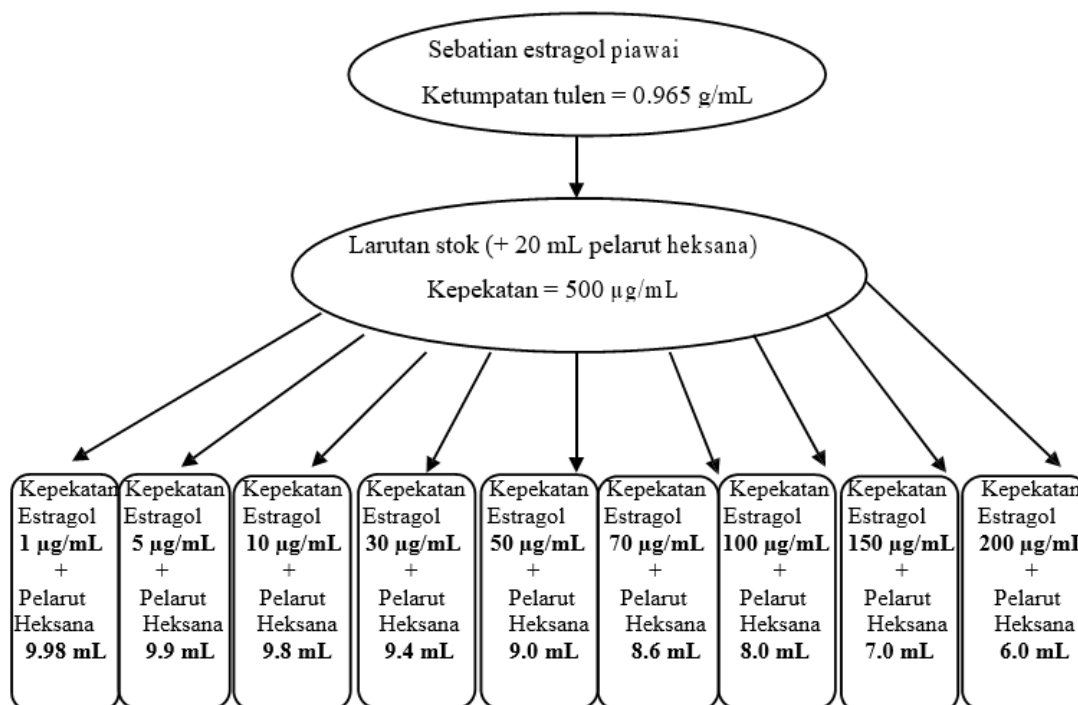 Sebatian estragol piawai
Ketumpatan tulen = 0.965 g/mL
Larutan stok (+ 20 mL pelarut heksana)
Kepekatan = 500 µg/mL
Kepekatan
Estragol
1 µg/mL
+
Pelarut
Heksana
9.98 mL
Kepekatan
Estragol
5 µg/mL
+
Pelarut
Heksana
9.9 mL
Kepekatan
Estragol
10 µg/mL
+
Pelarut
Heksana
9.8 mL
Kepekatan
Estragol
30 µg/mL
+
Pelarut
Heksana
9.4 mL
Kepekatan
Estragol
50 µg/mL
+
Pelarut
Heksana
9.0 mL
Kepekatan
Estragol
70 µg/mL
+
Pelarut
Heksana
8.6 mL
Kepekatan
Estragol
100 µg/mL
+
Pelarut
Heksana
8.0 mL
Kepekatan
Estragol
150 µg/mL
+
Pelarut
Heksana
7.0 mL
Kepekatan
Estragol
200 µg/mL
+
Pelarut
Heksana
6.0 mL